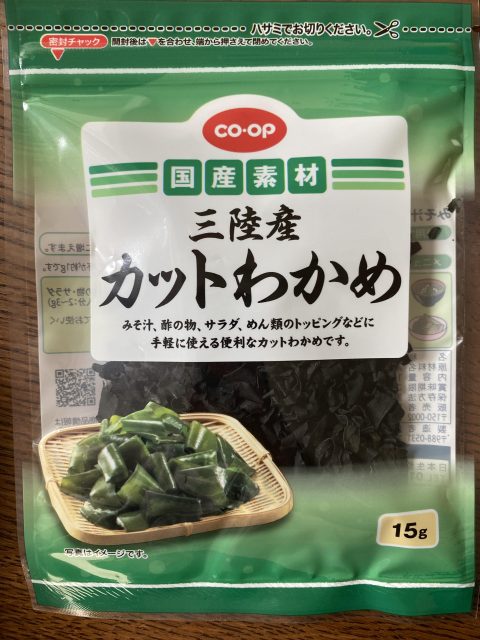 ハサミでお切りください。
密封チャック 開封後は▼を合わせ、端から押さえて閉めてください。
CO・OP
国産素材
三陸産
カットわかめ
みそ汁、酢の物、サラダ、めん類のトッピングなどに
手軽に使える便利なカットわかめです。
15g
写真はイメージです。